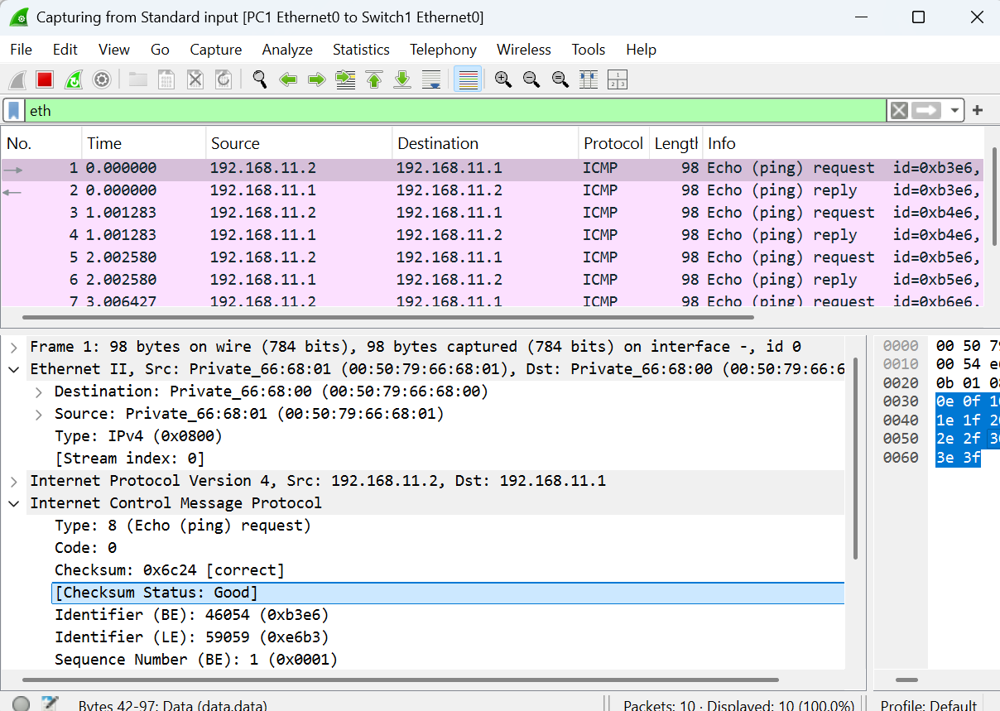 Capturing from Standard input [PC1 Ethernet0 to Switch1 Ethernet0]
File Edit View Go Capture Analyze Statistics Telephony Wireless Tools Help
eth
No. Time Source Destination Protocol Length Info
1 0.000000 192.168.11.2 192.168.11.1 ICMP 98 Echo (ping) request id=0xb3e6,
2 0.000000 192.168.11.1 192.168.11.2 ICMP 98 Echo (ping) reply id=0xb3e6,
3 1.001283 192.168.11.2 192.168.11.1 ICMP 98 Echo (ping) request id=0xb4e6,
4 1.001283 192.168.11.1 192.168.11.2 ICMP 98 Echo (ping) reply id=0xb4e6,
5 2.002580 192.168.11.2 192.168.11.1 ICMP 98 Echo (ping) request id=0xb5e6,
6 2.002580 192.168.11.1 192.168.11.2 ICMP 98 Echo (ping) reply id=0xb5e6,
7 3.006427 192.168.11.2 192.168.11.1 ICMP 98 Echo (ping) request id=0xb6e6,
Frame 1: 98 bytes on wire (784 bits), 98 bytes captured (784 bits) on interface -, id 0
Ethernet II, Src: Private_66:68:01 (00:50:79:66:68:01), Dst: Private_66:68:00 (00:50:79:66:6
Destination: Private_66:68:00 (00:50:79:66:68:00)
Source: Private_66:68:01 (00:50:79:66:68:01)
Type: IPv4 (0x0800)
[Stream index: 0]
Internet Protocol Version 4, Src: 192.168.11.2, Dst: 192.168.11.1
Internet Control Message Protocol
Type: 8 (Echo (ping) request)
Code: 0
Checksum: 0x6c24 [correct]
[Checksum Status: Good]
Identifier (BE): 46054 (0xb3e6)
Identifier (LE): 59059 (0xe6b3)
Sequence Number (BE): 1 (0x0001)
0000 00 50 79
0010 00 54
0020 0b 01
0030 0e 0f
0040 1e 1f
0050 2e 2f
0060 3e 3f
Bytes 42-97: Data (data.data) Packets: 10 · Displayed: 10 (100.0%) Profile: Default